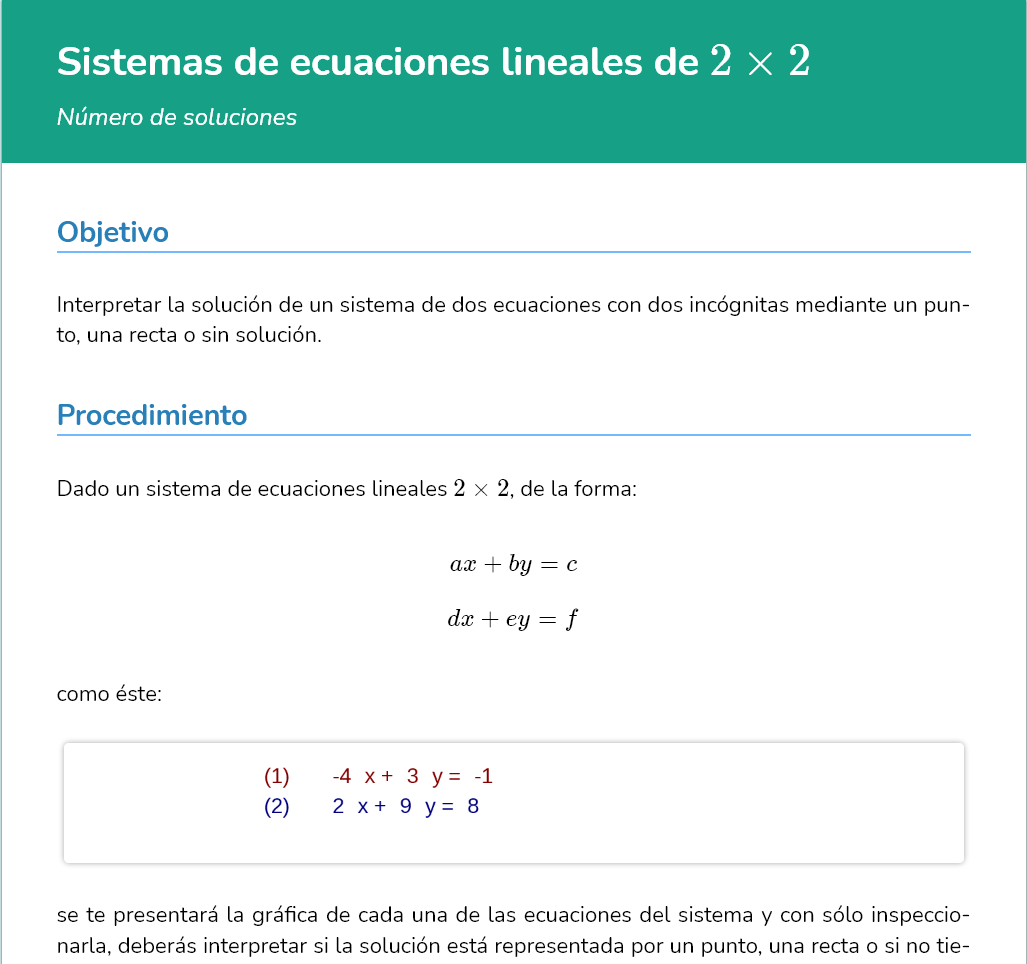 Sistemas de ecuaciones lineales de 2 × 2
Número de soluciones
Objetivo
Interpretar la solución de un sistema de dos ecuaciones con dos incógnitas mediante un pun-
to, una recta o sin solución.
Procedimiento
Dado un sistema de ecuaciones lineales 2 × 2, de la forma:
ax + by = c
dx + ey = f
como éste:
(1) -4 x + 3 y = -1
(2) 2 x + 9 y = 8
se te presentará la gráfica de cada una de las ecuaciones del sistema y con sólo inspeccio-
narla, deberás interpretar si la solución está representada por un punto, una recta o si no tie-